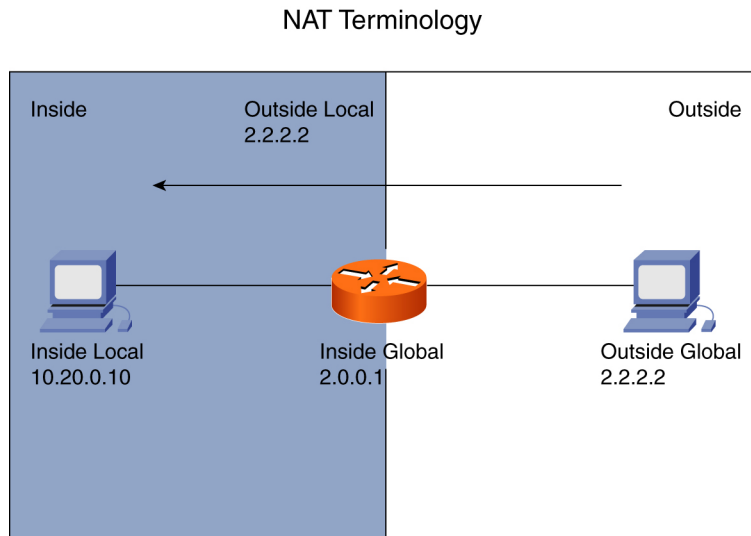 NAT Terminology
Inside
Outside Local
2.2.2.2
Outside
Inside Local
10.20.0.10
Inside Global
2.0.0.1
Outside Global
2.2.2.2